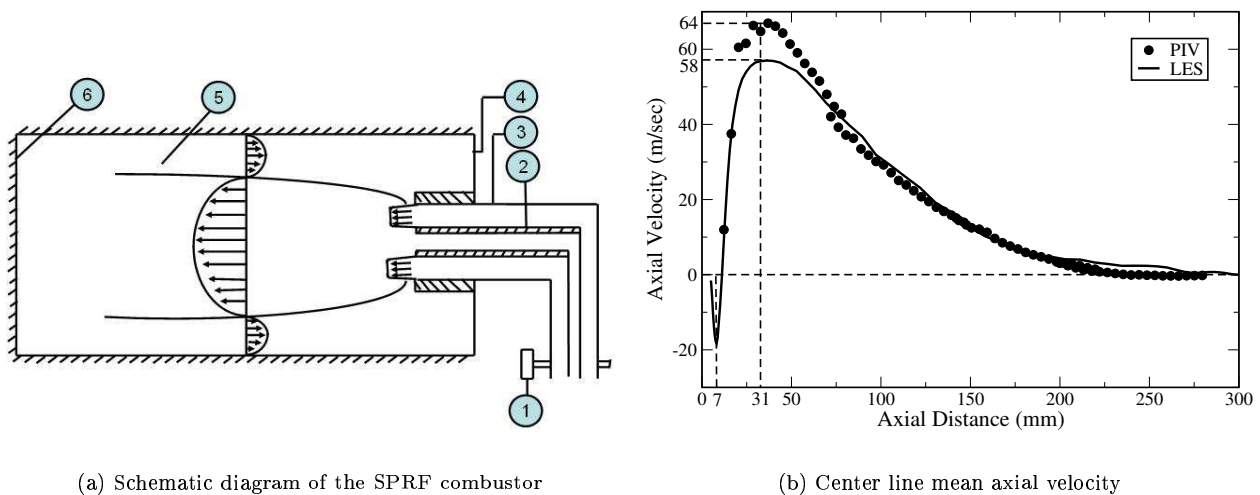 6
5
4
3
2
1
(a) Schematic diagram of the SPRF combustor
64
60
58
40
20
0
-20
Axial Velocity (m/sec)
PIV
LES
0 7 31 50 100 150 200 250 300
Axial Distance (mm)
(b) Center line mean axial velocity